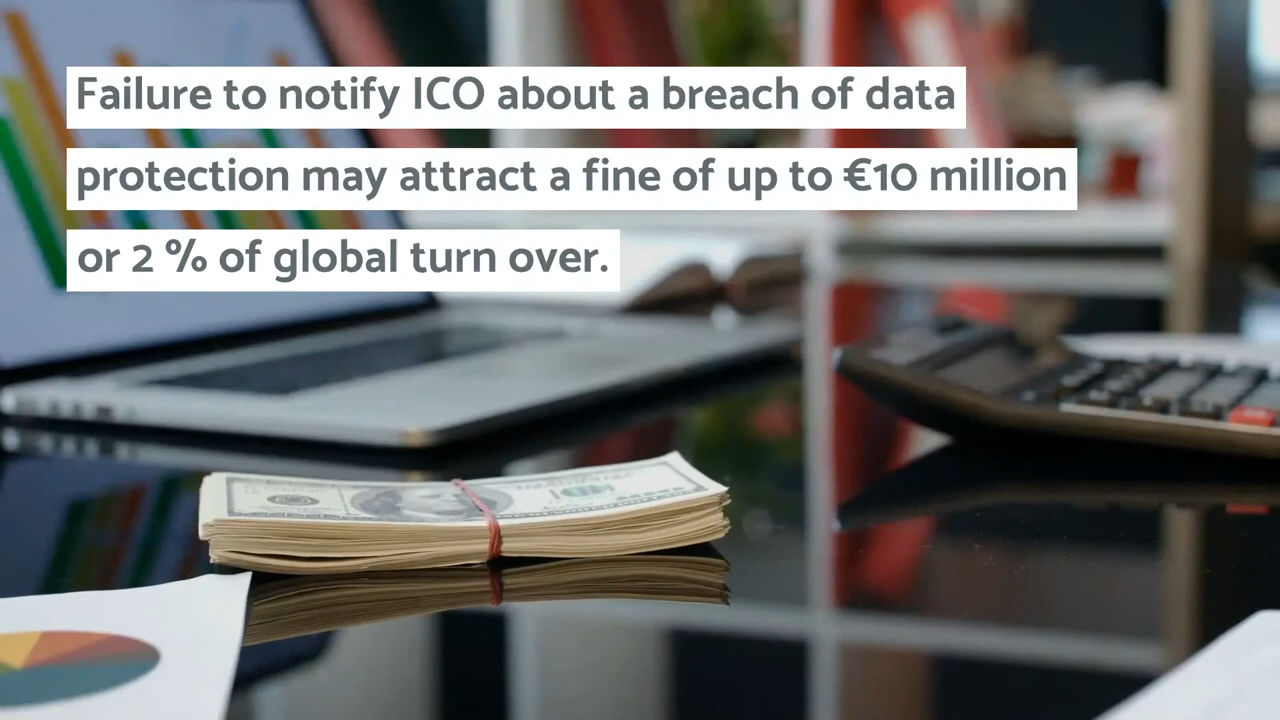 Failure to notify ICO about a breach of data
protection may attract a fine of up to €10 million
or 2 % of global turn over.